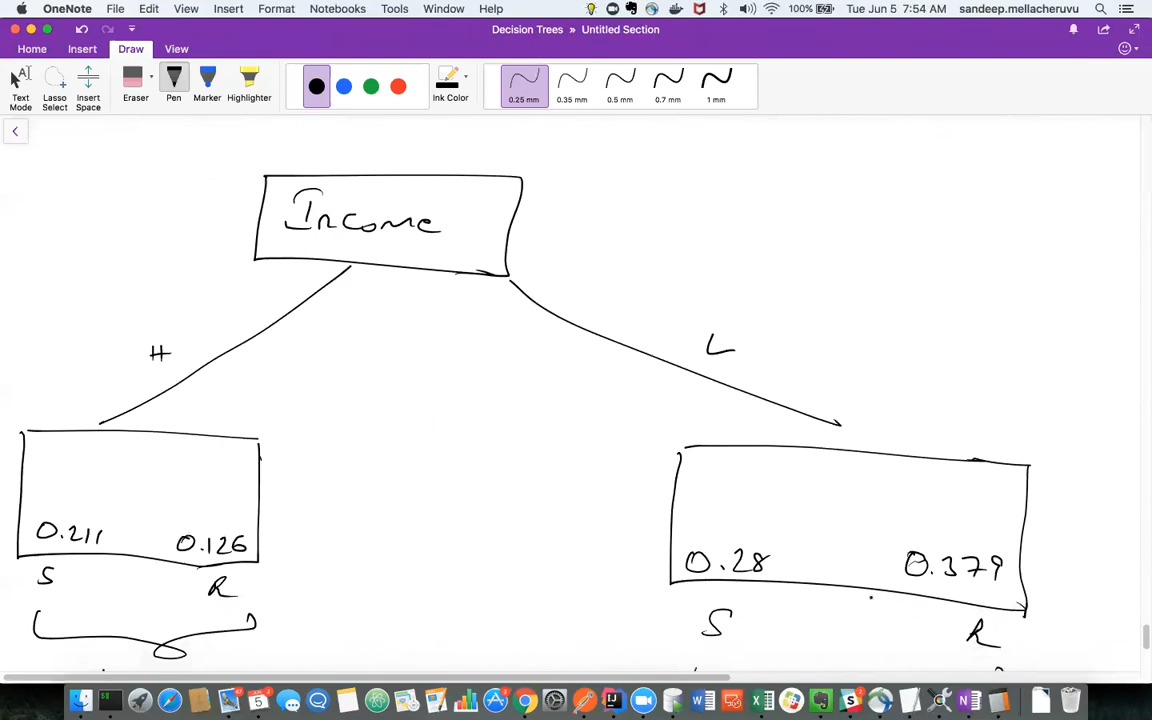 OneNote File Edit View Insert Format Notebooks Tools Window Help 100% Tue Jun 5 7:54 AM sandeep.mellacheruvu
Decision Trees » Untitled Section
Home Insert Draw View
Text Mode Lasso Select Insert Space Eraser Pen Marker Highlighter Ink Color 0.25 mm 0.35 mm 0.5 mm 0.7 mm 1 mm
Income
H L
0.211 0.126 0.28 0.379
S R S R